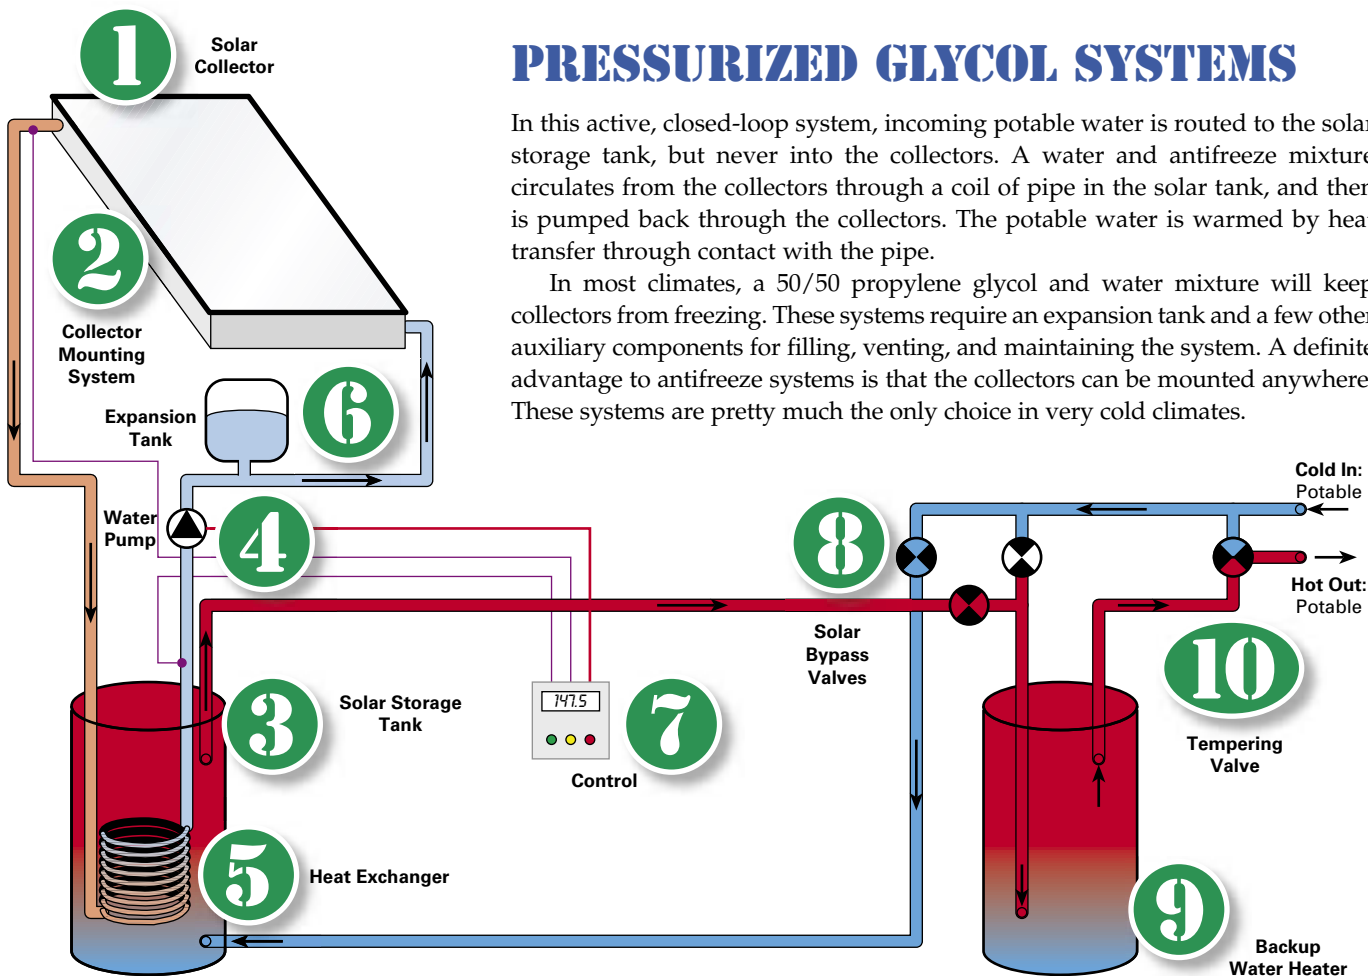 1
Solar
Collector
PRESSURIZED GLYCOL SYSTEMS
In this active, closed-loop system, incoming potable water is routed to the solar
storage tank, but never into the collectors. A water and antifreeze mixture
circulates from the collectors through a coil of pipe in the solar tank, and then
is pumped back through the collectors. The potable water is warmed by heat
transfer through contact with the pipe.
In most climates, a 50/50 propylene glycol and water mixture will keep
collectors from freezing. These systems require an expansion tank and a few other
auxiliary components for filling, venting, and maintaining the system. A definite
advantage to antifreeze systems is that the collectors can be mounted anywhere
These systems are pretty much the only choice in very cold climates.
2
Collector
Mounting
System
Expansion
Tank
6
Water
Pump
4
8
Solar
Bypass
Valves
Cold In:
Potable
Hot Out:
Potable
10
Tempering
Valve
3
Solar Storage
Tank
147.5
7
Control
5
Heat Exchanger
9
Backup
Water Heater